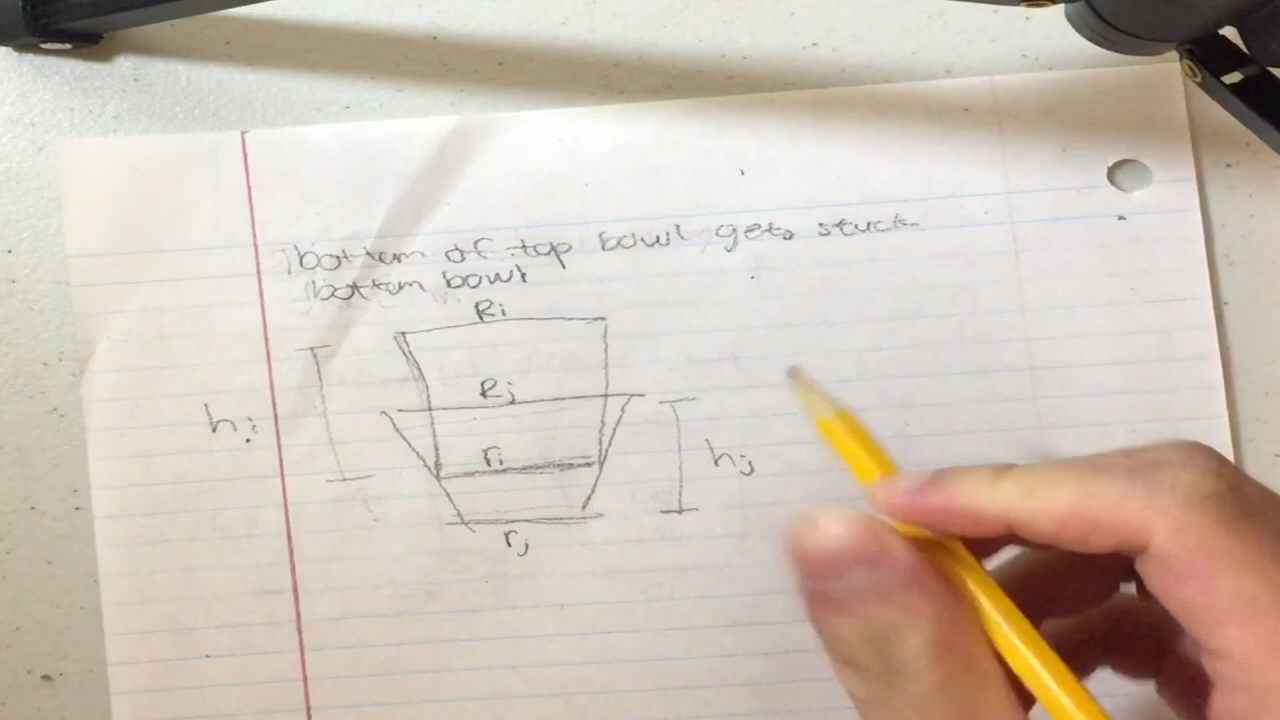 bottom of top bowl gets stuck
bottom bowl
Ri
Rj
hi
ri
hj
rj